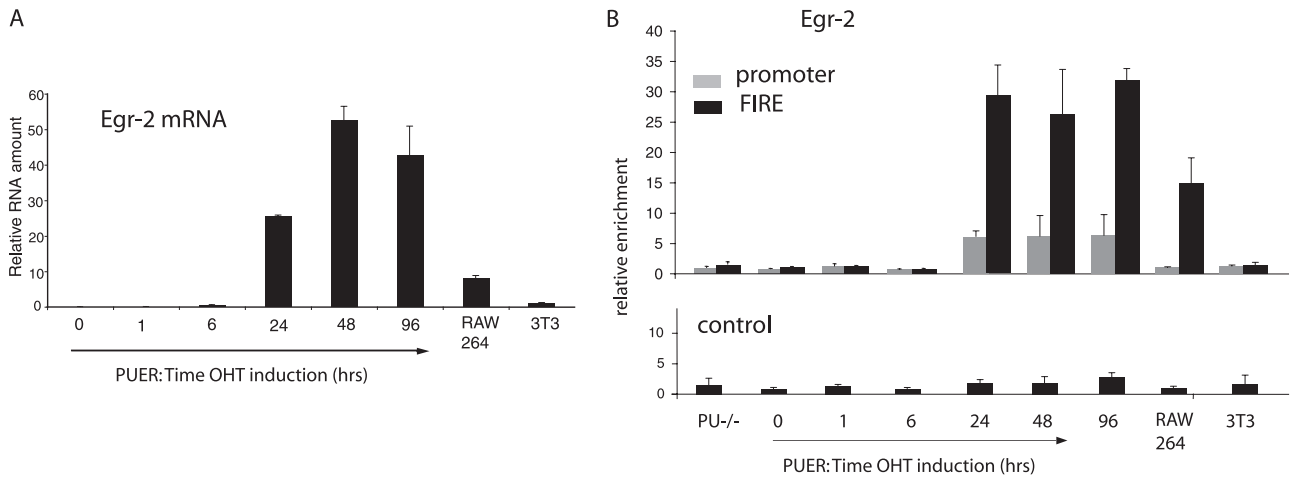 A
Egr-2 mRNA
Relative RNA amount
60
50
40
30
20
10
0
0 1 6 24 48 96 RAW 264 3T3
PUER: Time OHT induction (hrs)
B
Egr-2
promoter
FIRE
relative enrichment
40
35
30
25
20
15
10
5
0
control
10
5
0
PU-/- 0 1 6 24 48 96 RAW 264 3T3
PUER: Time OHT induction (hrs)